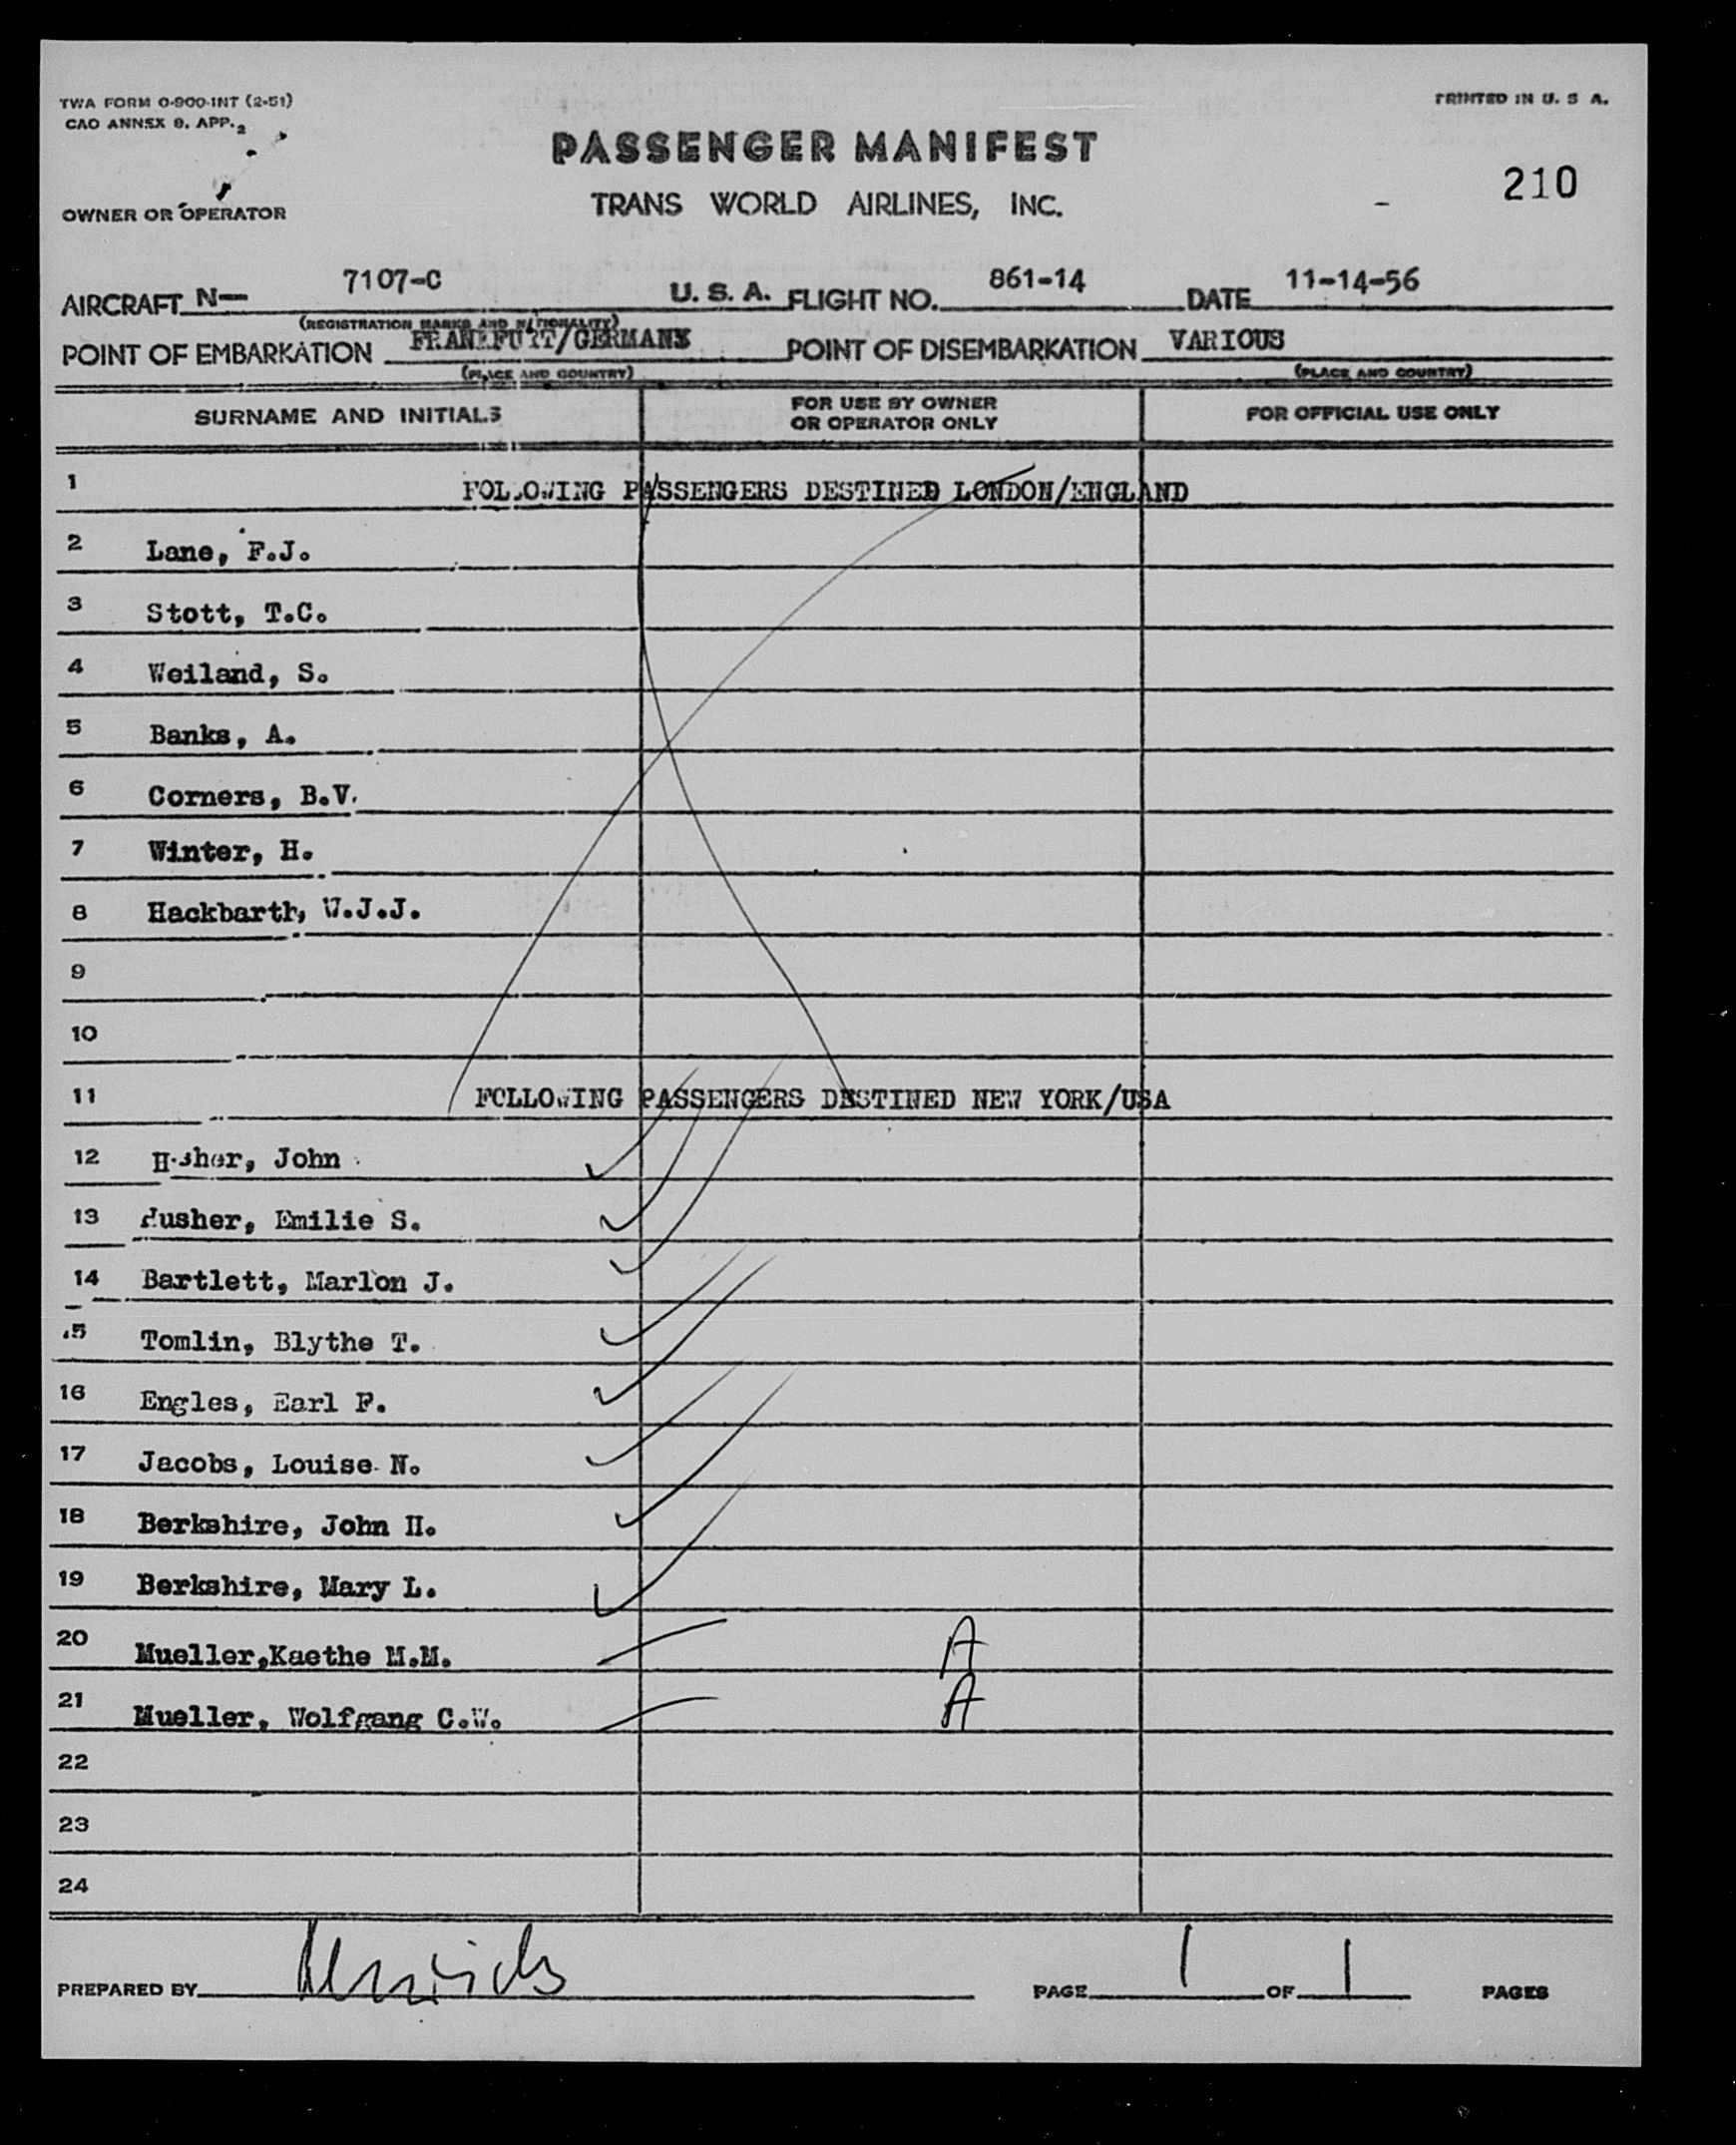 TWA FORM O-900-INT (2-51)
PRINTED IN U. S A.
CAO ANNEX 9. APP. 2
PASSENGER MANIFEST
210
OWNER OR OPERATOR
TRANS WORLD AIRLINES, INC.
AIRCRAFT N— 7107-C U. S. A. FLIGHT NO. 861-14 DATE 11-14-56
(REGISTRATION MARKS AND NATIONALITY)
POINT OF EMBARKATION FRANKFURT/GERMANY POINT OF DISEMBARKATION VARIOUS
(PLACE AND COUNTRY) (PLACE AND COUNTRY)
SURNAME AND INITIALS FOR USE BY OWNER OR OPERATOR ONLY FOR OFFICIAL USE ONLY
1 FOLLOWING PASSENGERS DESTINED LONDON/ENGLAND
2 Lane, F.J.
3 Stott, T.C.
4 Weiland, S.
5 Banks, A.
6 Corners, B.V.
7 Winter, H.
8 Hackbarth, W.J.J.
9
10
11 FOLLOWING PASSENGERS DESTINED NEW YORK/USA
12 John
13 Emilie S.
14 Bartlett, Marlon J.
15 Tomlin, Blythe T.
16 Engles, Earl F.
17 Jacobs, Louise N.
18 Berkshire, John H.
19 Berkshire, Mary L.
20 Mueller,Kaethe M.M. A
21 Mueller, Wolfgang C.W. A
22
23
24
PREPARED BY PAGE 1 OF 1 PAGES